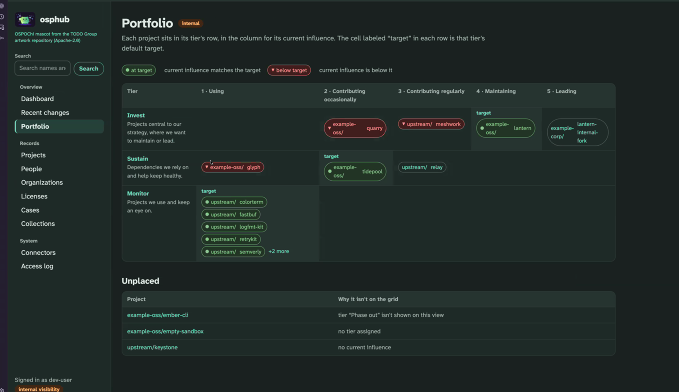 osphub
OSPOChi mascot from the TODO Group
artwork repository (Apache-2.0)
Search
Search names an
Search
Overview
Dashboard
Recent changes
Portfolio
Records
Projects
People
Organizations
Licenses
Cases
Collections
System
Connectors
Access log
Signed in as dev-user
Internal visibility
Portfolio
Internal
Each project sits in its tier's row, in the column for its current influence. The cell labeled "target" in each row is that tier's
default target.
at target
current influence matches the target
below target
current influence is below it
Tier
1 · Using
2 · Contributing
occasionally
3 · Contributing regularly
4 · Maintaining
5 · Leading
Invest
Projects central to our
strategy, where we want
to maintain or lead.
example-
oss/
quarry
upstream/ meshwork
target
example-
oss/
lantern
example-
corp/
lantern-
internal-
fork
Sustain
Dependencies we rely on
and help keep healthy.
example-oss/ glyph
target
example-
oss/
tidepool
upstream/ relay
Monitor
Projects we use and keep
an eye on.
target
upstream/ colorterm
upstream/ fastbuf
upstream/ logfmt-kit
upstream/ retrykit
upstream/ semverly
+2 more
Unplaced
Project
Why it isn't on the grid
example-oss/ember-cli
tier "Phase out" isn't shown on this view
example-oss/empty-sandbox
no tier assigned
upstream/keystone
no current influence